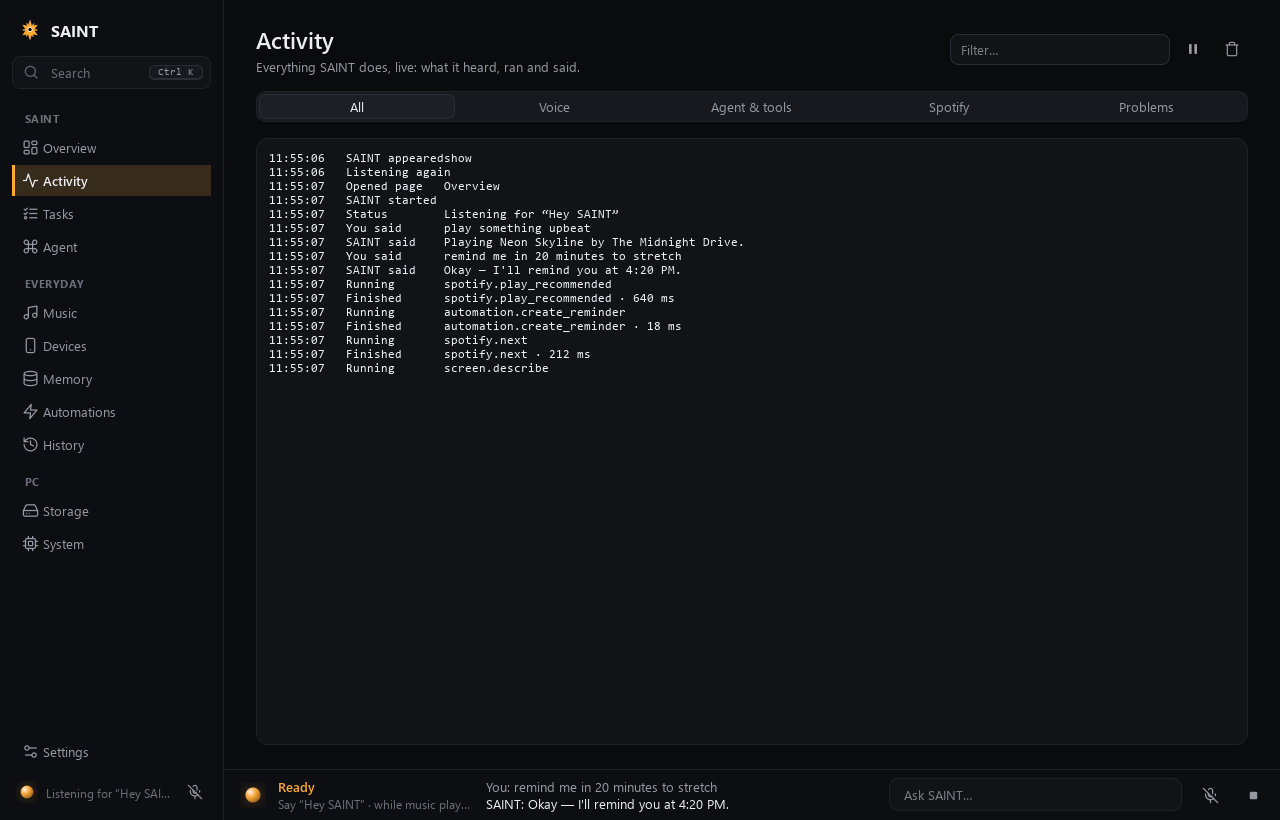 SAINT
Search
Ctrl K
SAINT
Overview
Activity
Tasks
Agent
EVERYDAY
Music
Devices
Memory
Automations
History
PC
Storage
System
Settings
Listening for “Hey SAI...
Activity
Everything SAINT does, live: what it heard, ran and said.
Filter...
All Voice Agent & tools Spotify Problems
11:55:06 SAINT appearedshow
11:55:06 Listening again
11:55:07 Opened page Overview
11:55:07 SAINT started
11:55:07 Status Listening for “Hey SAINT”
11:55:07 You said play something upbeat
11:55:07 SAINT said Playing Neon Skyline by The Midnight Drive.
11:55:07 You said remind me in 20 minutes to stretch
11:55:07 SAINT said Okay — I'll remind you at 4:20 PM.
11:55:07 Running spotify.play_recommended
11:55:07 Finished spotify.play_recommended · 640 ms
11:55:07 Running automation.create_reminder
11:55:07 Finished automation.create_reminder · 18 ms
11:55:07 Running spotify.next
11:55:07 Finished spotify.next · 212 ms
11:55:07 Running screen.describe
Ready
Say “Hey SAINT” · while music play...
You: remind me in 20 minutes to stretch
SAINT: Okay — I'll remind you at 4:20 PM.
Ask SAINT...